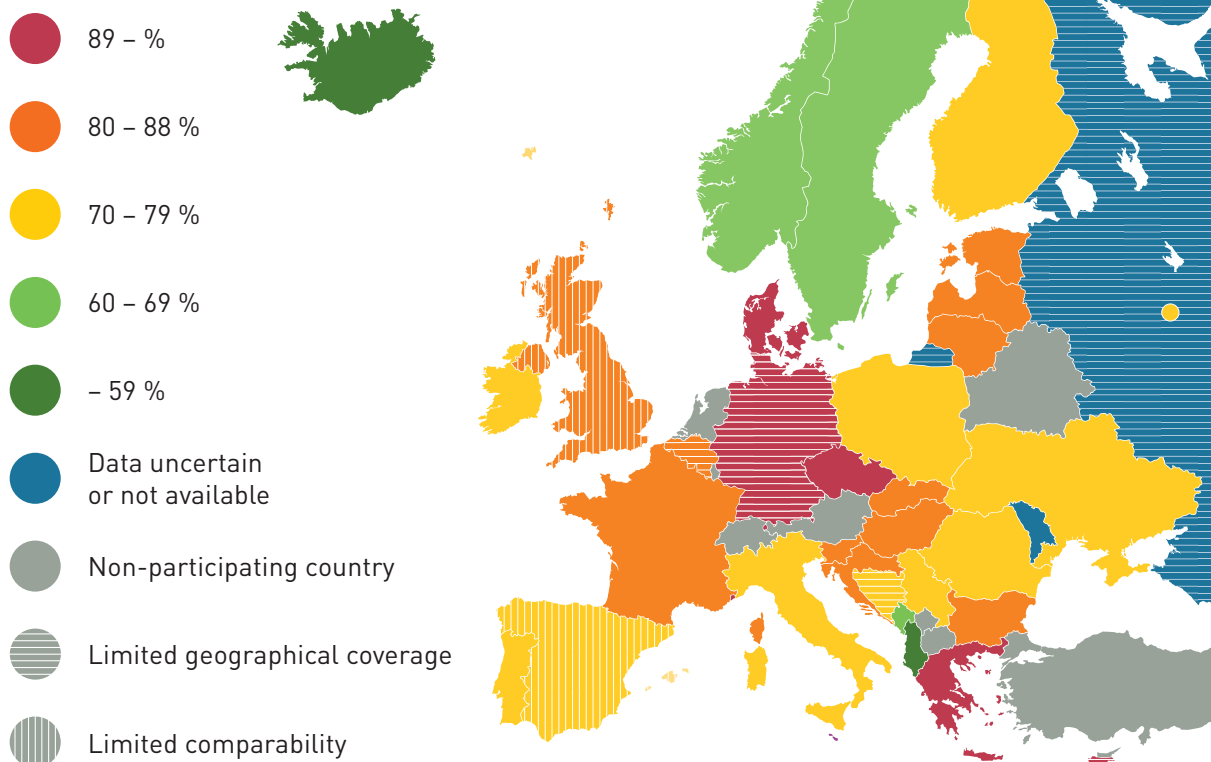 89 – %
80 – 88 %
70 – 79 %
60 – 69 %
– 59 %
Data uncertain
or not available
Non-participating country
Limited geographical coverage
Limited comparability